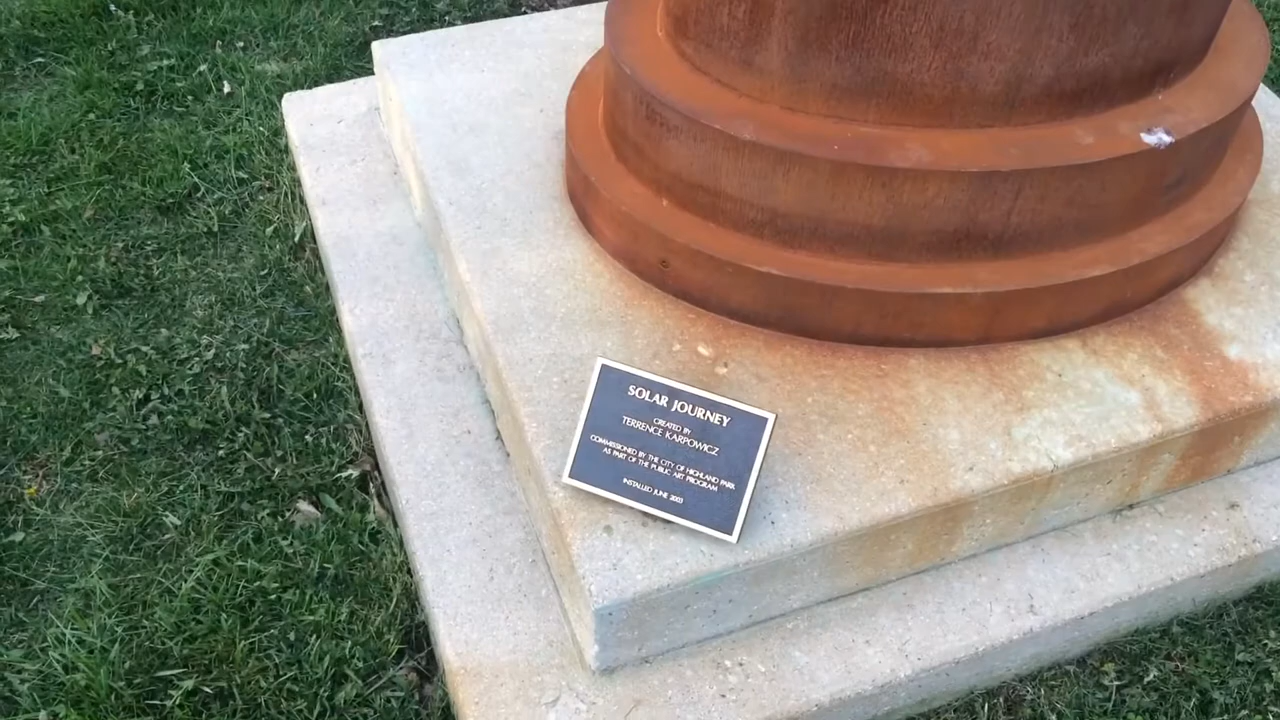 SOLAR JOURNEY
CREATED BY
TERRENCE KARPOWICZ
COMMISSIONED BY THE CITY OF HIGHLAND PARK
AS PART OF THE PUBLIC ART PROGRAM
INSTALLED JUNE 2003